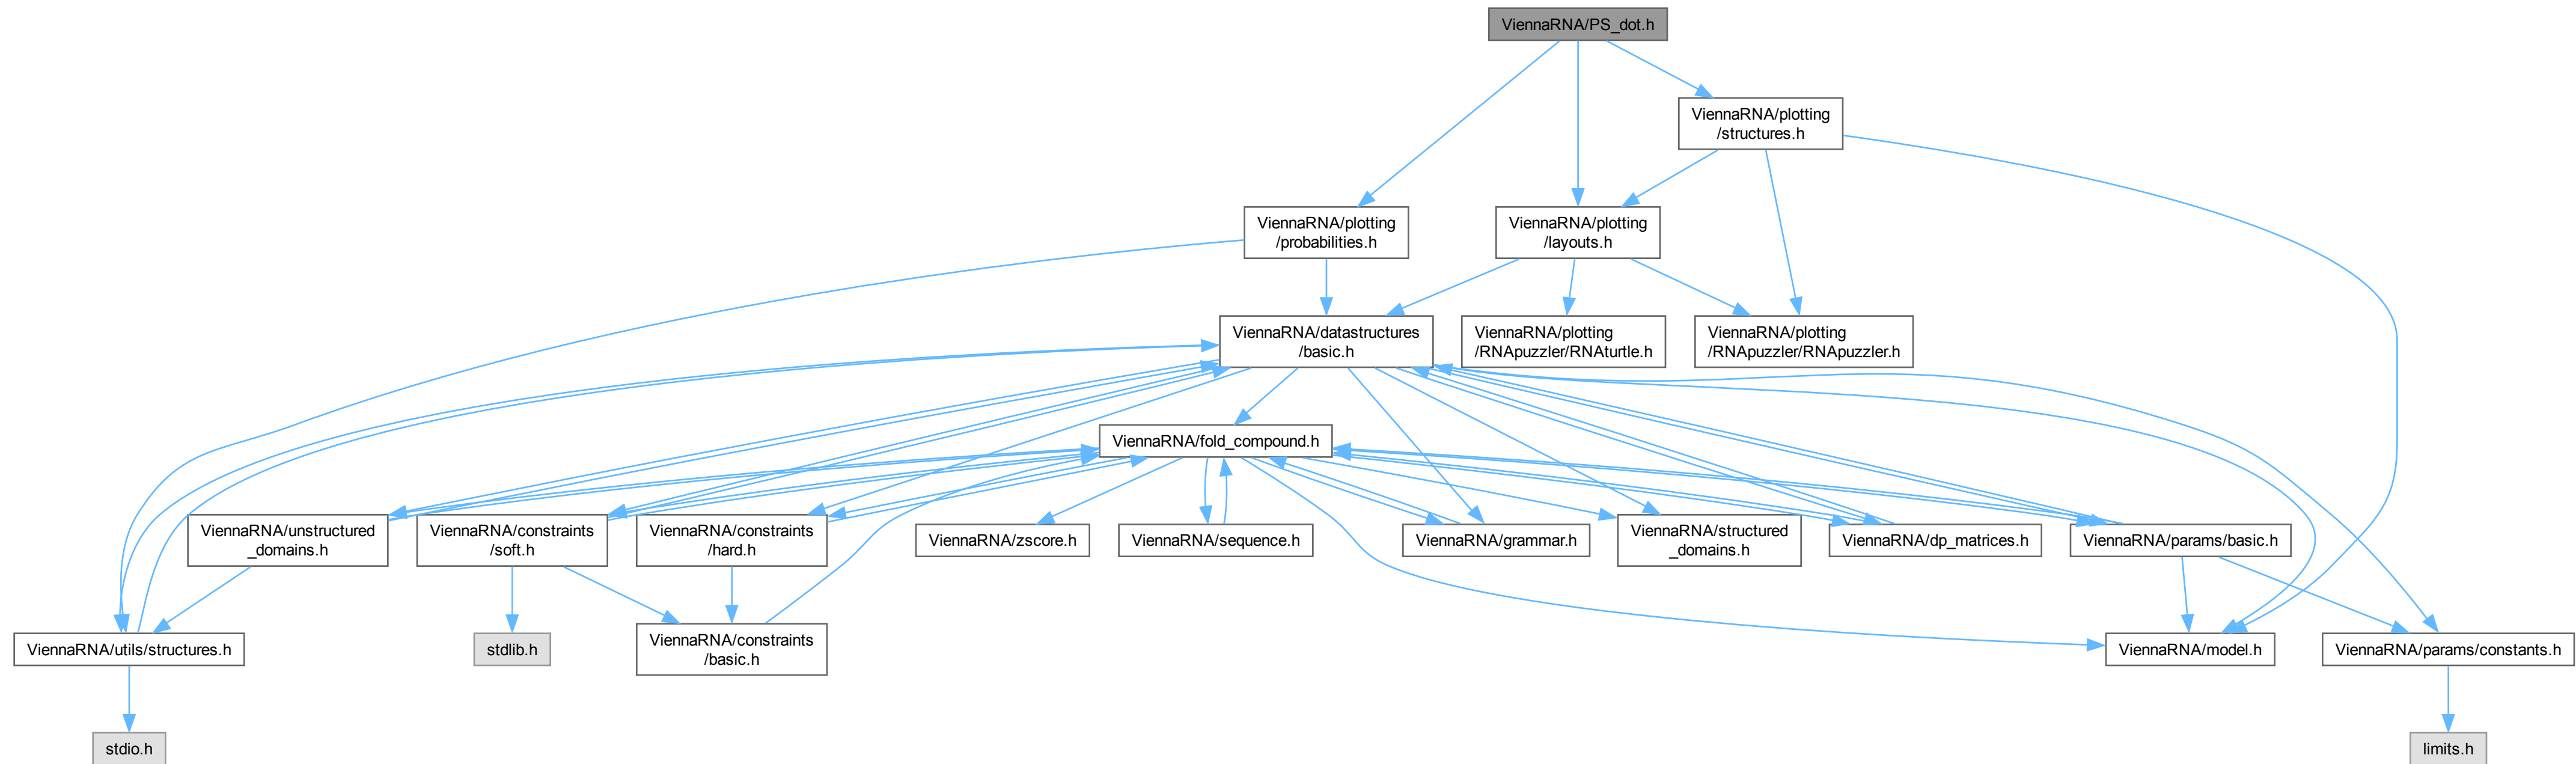 ViennaRNA/PS_dot.h
ViennaRNA/plotting
/structures.h
ViennaRNA/plotting
/probabilities.h
ViennaRNA/plotting
/layouts.h
ViennaRNA/datastructures
/basic.h
ViennaRNA/plotting
/RNApuzzler/RNAturtle.h
ViennaRNA/plotting
/RNApuzzler/RNApuzzler.h
ViennaRNA/fold_compound.h
ViennaRNA/unstructured
_domains.h
ViennaRNA/constraints
/soft.h
ViennaRNA/constraints
/hard.h
ViennaRNA/zscore.h
ViennaRNA/sequence.h
ViennaRNA/grammar.h
ViennaRNA/structured
_domains.h
ViennaRNA/dp_matrices.h
ViennaRNA/params/basic.h
ViennaRNA/utils/structures.h
stdlib.h
ViennaRNA/constraints
/basic.h
ViennaRNA/model.h
ViennaRNA/params/constants.h
stdio.h
limits.h